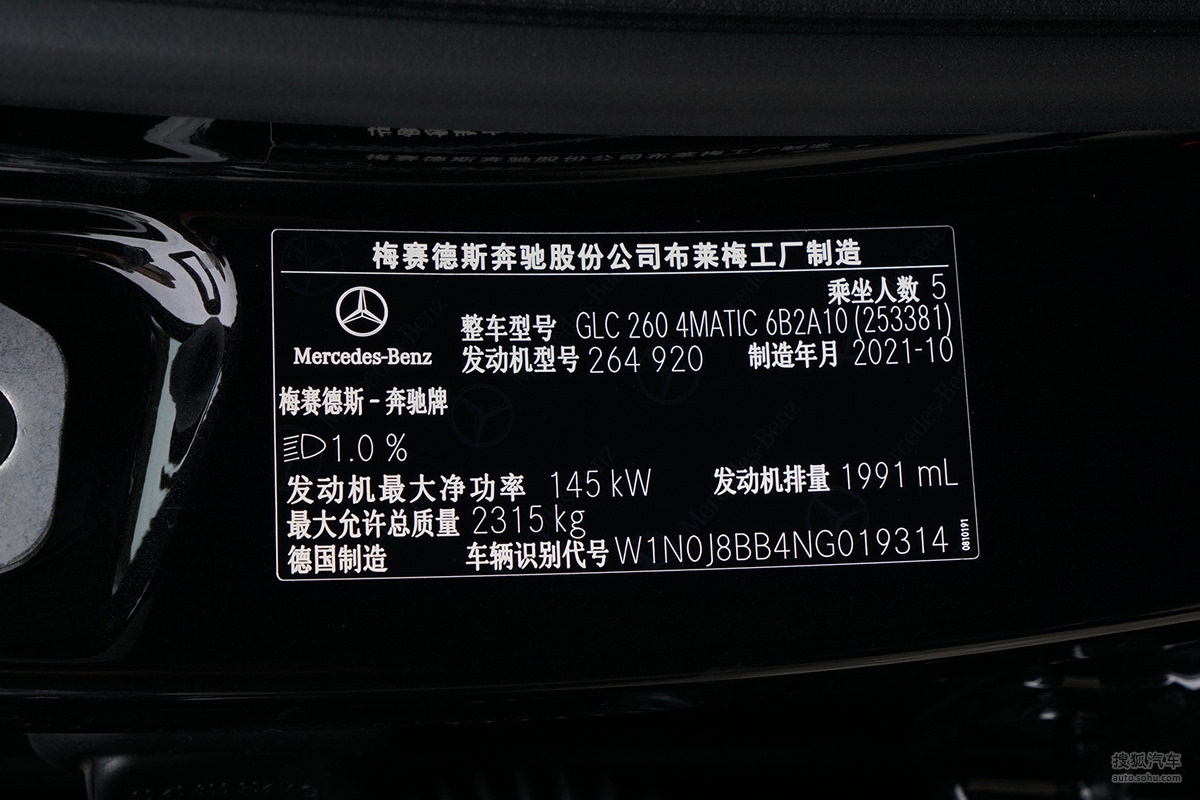 梅赛德斯奔驰股份公司布莱梅工厂制造
乘坐人数 5
整车型号 GLC 260 4MATIC 6B2A10 (253381)
Mercedes-Benz
发动机型号 264 920 制造年月 2021-10
梅赛德斯-奔驰牌
1.0 %
发动机最大净功率 145 kW 发动机排量 1991 mL
最大允许总质量 2315 kg
德国制造 车辆识别代号 W1N0J8BB4NG019314
0810191
搜狐汽车
auto.sohu.com